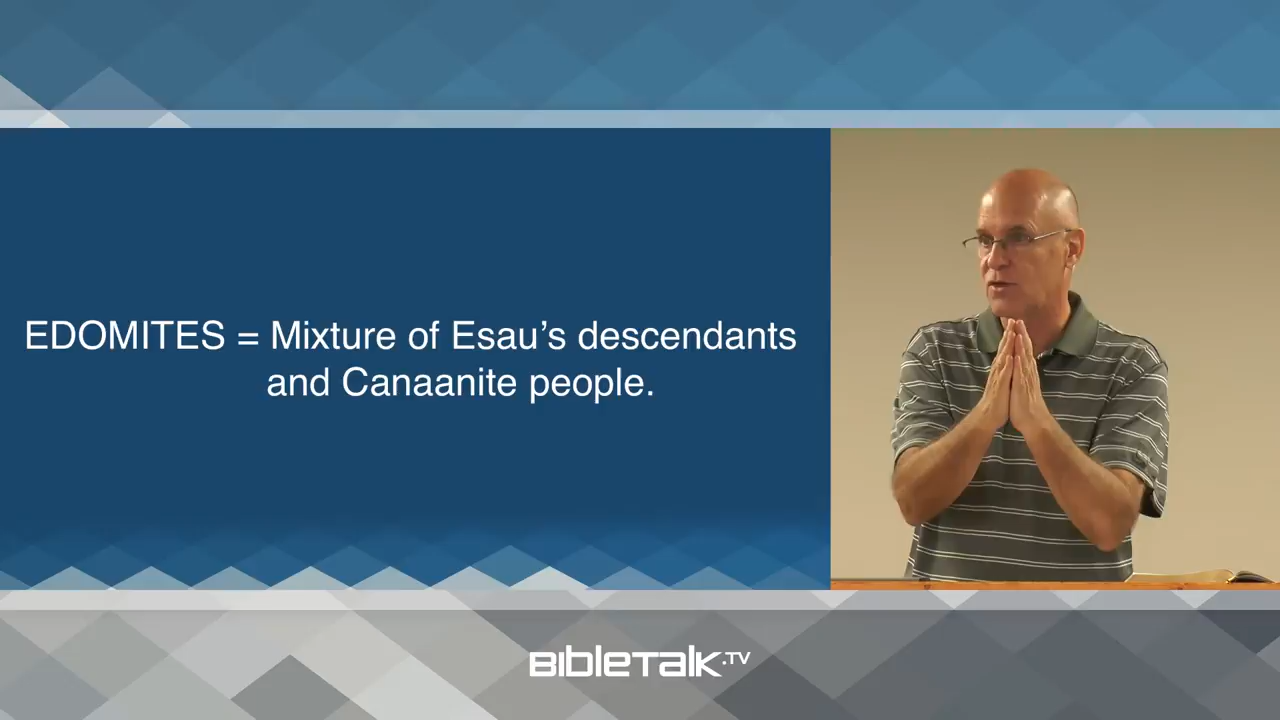 EDOMITES = Mixture of Esau’s descendants
and Canaanite people.
BIBLETALK.TV